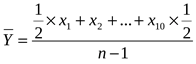 Y̅ = (1/2 × x₁ + x₂ + ... + x₁₀ × 1/2) / (n − 1)